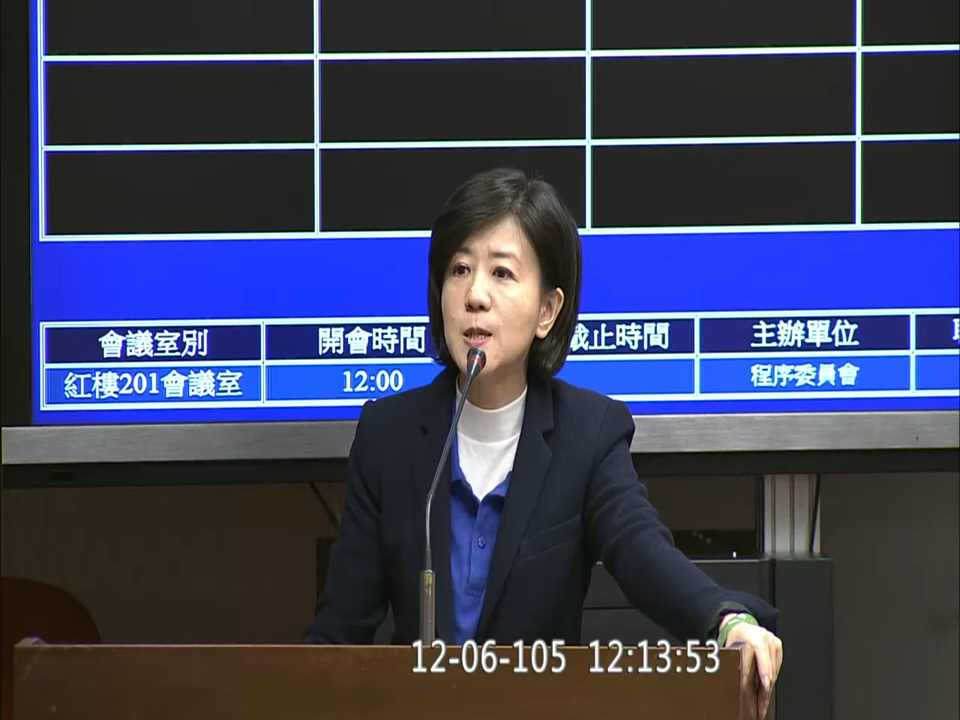 會議室別 開會時間 截止時間 主辦單位
紅樓201會議室 12:00 程序委員會
12-06-105 12:13:53